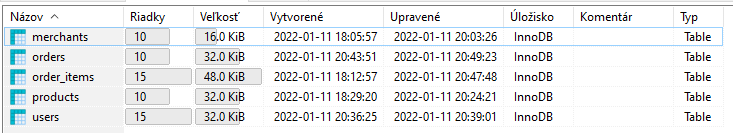 Názov Riadky Veľkosť Vytvorené Upravené Úložisko Komentár Typ
merchants 10 16.0 KiB 2022-01-11 18:05:57 2022-01-11 20:03:26 InnoDB Table
orders 10 32.0 KiB 2022-01-11 20:43:51 2022-01-11 20:49:23 InnoDB Table
order_items 15 48.0 KiB 2022-01-11 18:12:57 2022-01-11 20:47:48 InnoDB Table
products 10 32.0 KiB 2022-01-11 18:29:20 2022-01-11 20:24:21 InnoDB Table
users 15 32.0 KiB 2022-01-11 20:36:25 2022-01-11 20:39:01 InnoDB Table